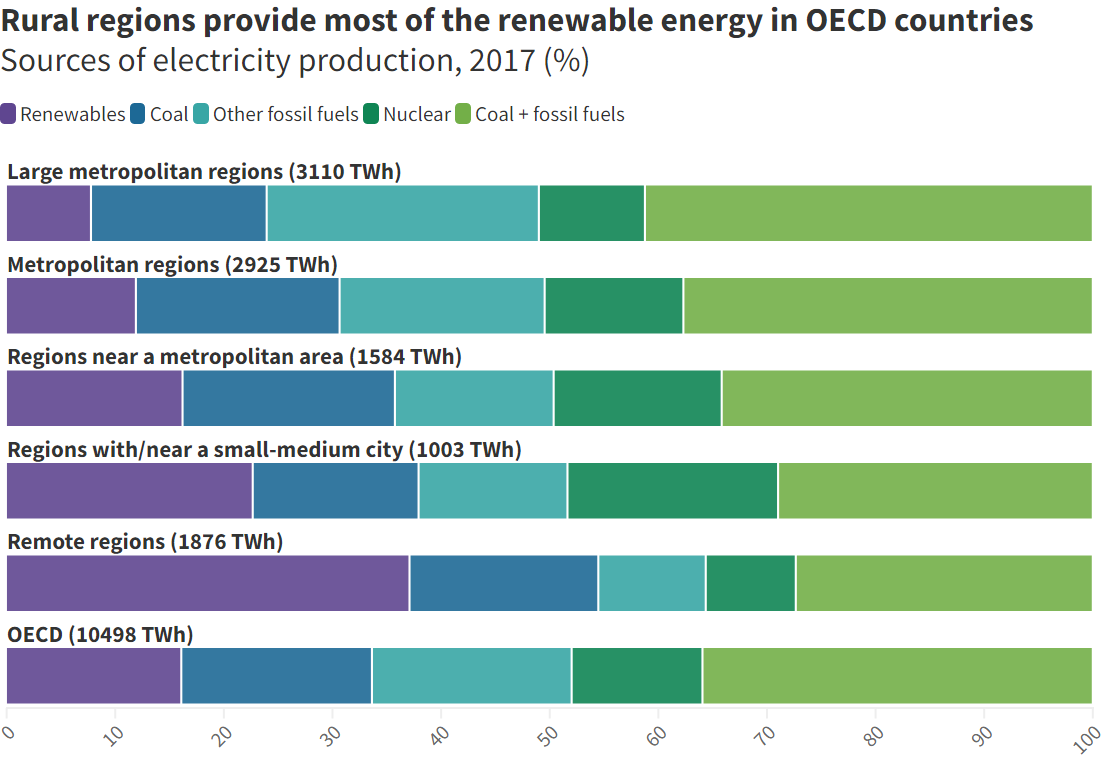 Rural regions provide most of the renewable energy in OECD countries
Sources of electricity production, 2017 (%)
Renewables Coal Other fossil fuels Nuclear Coal + fossil fuels
Large metropolitan regions (3110 TWh)
Metropolitan regions (2925 TWh)
Regions near a metropolitan area (1584 TWh)
Regions with/near a small-medium city (1003 TWh)
Remote regions (1876 TWh)
OECD (10498 TWh)
0 10 20 30 40 50 60 70 80 90 100